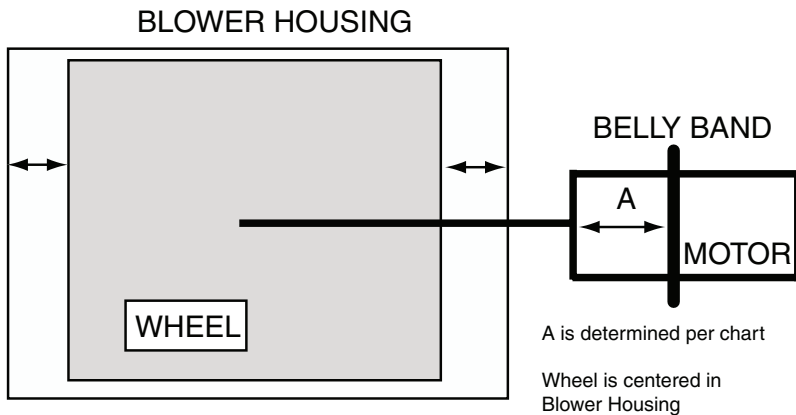 BLOWER HOUSING
BELLY BAND
A
MOTOR
WHEEL
A is determined per chart
Wheel is centered in
Blower Housing